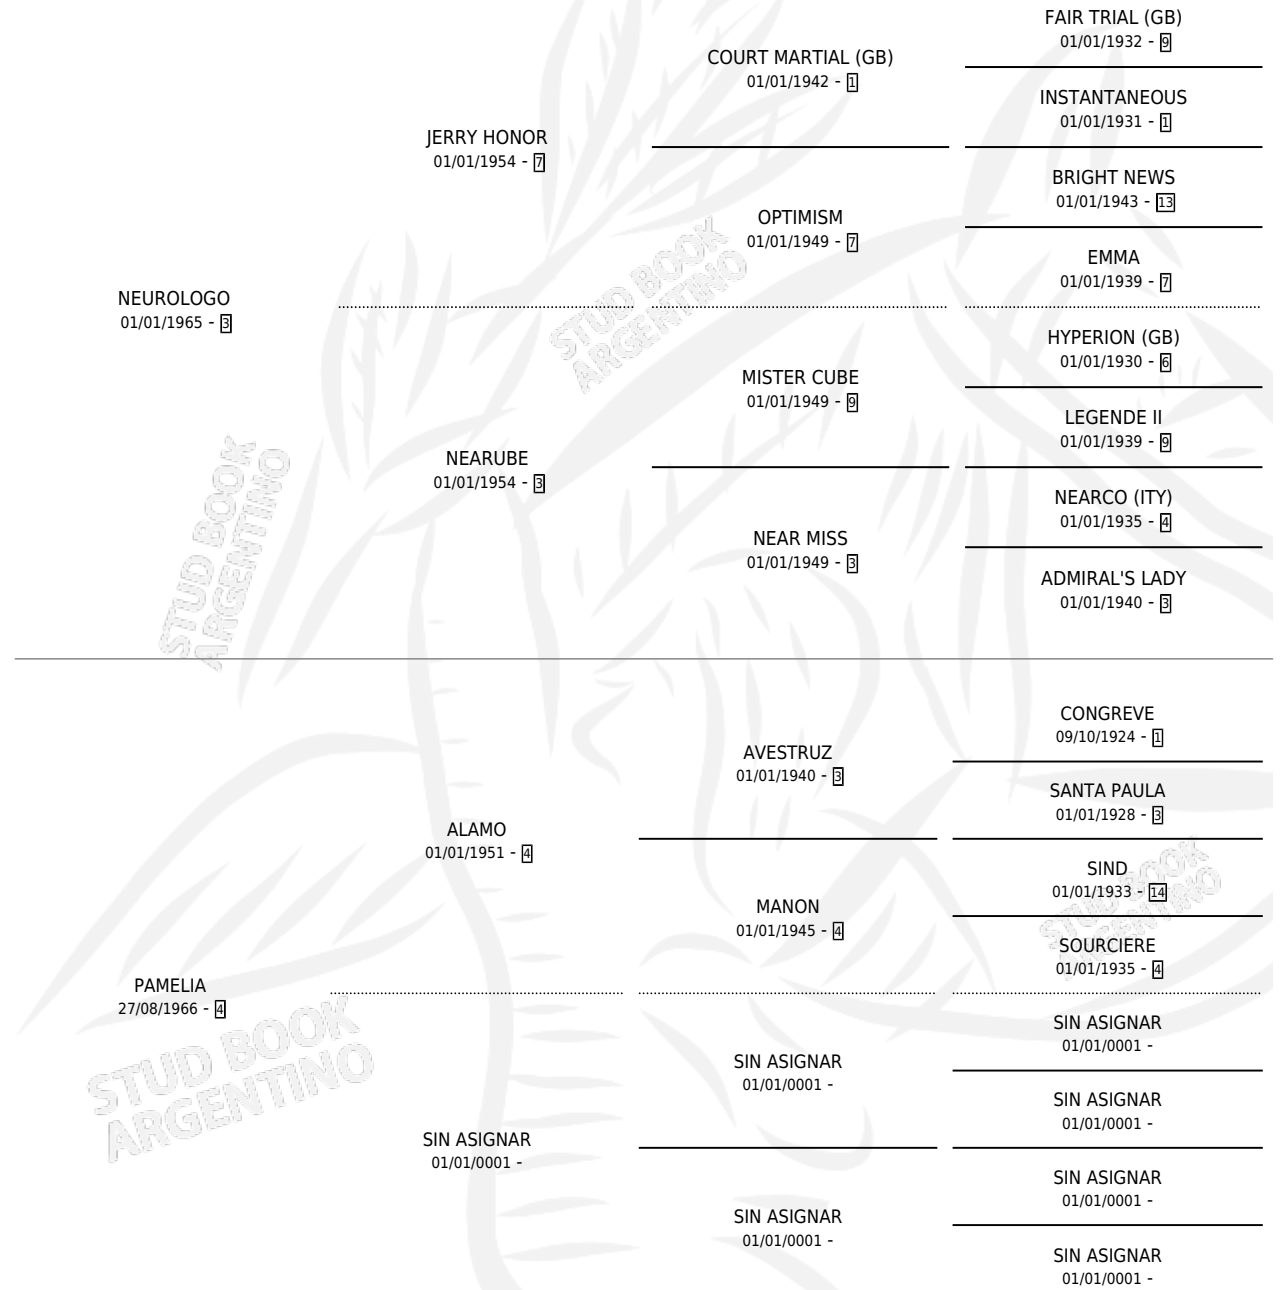 FAIR TRIAL (GB)
01/01/1932 - 9
COURT MARTIAL (GB)
01/01/1942 - 1
INSTANTANEOUS
01/01/1931 - 1
JERRY HONOR
01/01/1954 - 7
BRIGHT NEWS
01/01/1943 - 13
OPTIMISM
01/01/1949 - 7
EMMA
01/01/1939 - 7
NEUROLOGO
01/01/1965 - 3
HYPERION (GB)
01/01/1930 - 6
MISTER CUBE
01/01/1949 - 9
LEGENDE II
01/01/1939 - 9
NEARUBE
01/01/1954 - 3
NEARCO (ITY)
01/01/1935 - 4
NEAR MISS
01/01/1949 - 3
ADMIRAL'S LADY
01/01/1940 - 3
STUD BOOK
ARGENTINO
STUD BOOK
ARGENTINO
CONGREVE
09/10/1924 - 1
AVESTRUZ
01/01/1940 - 3
SANTA PAULA
01/01/1928 - 3
ALAMO
01/01/1951 - 4
SIND
01/01/1933 - 14
MANON
01/01/1945 - 4
SOURCIERE
01/01/1935 - 4
PAMELIA
27/08/1966 - 4
SIN ASIGNAR
01/01/0001 -
SIN ASIGNAR
01/01/0001 -
SIN ASIGNAR
01/01/0001 -
SIN ASIGNAR
01/01/0001 -
SIN ASIGNAR
01/01/0001 -
SIN ASIGNAR
01/01/0001 -
SIN ASIGNAR
01/01/0001 -
STUD BOOK
ARGENTINO
STUD BOOK
ARGENTINO